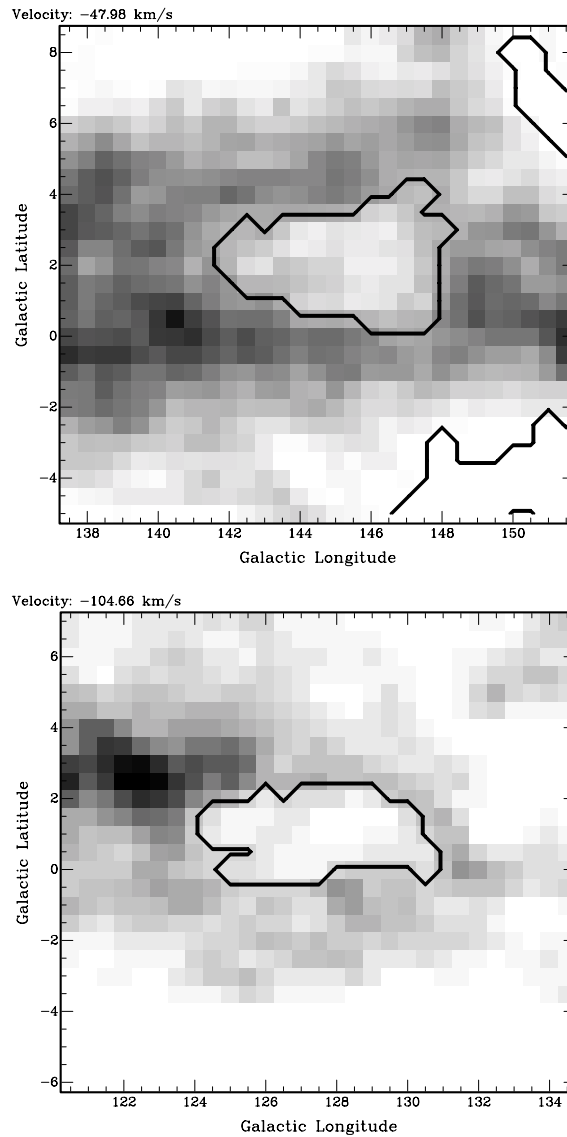 Velocity: −47.98 km/s
8
6
4
2
0
−2
−4
Galactic Latitude
138 140 142 144 146 148 150
Galactic Longitude
Velocity: −104.66 km/s
6
4
2
0
−2
−4
−6
Galactic Latitude
122 124 126 128 130 132 134
Galactic Longitude